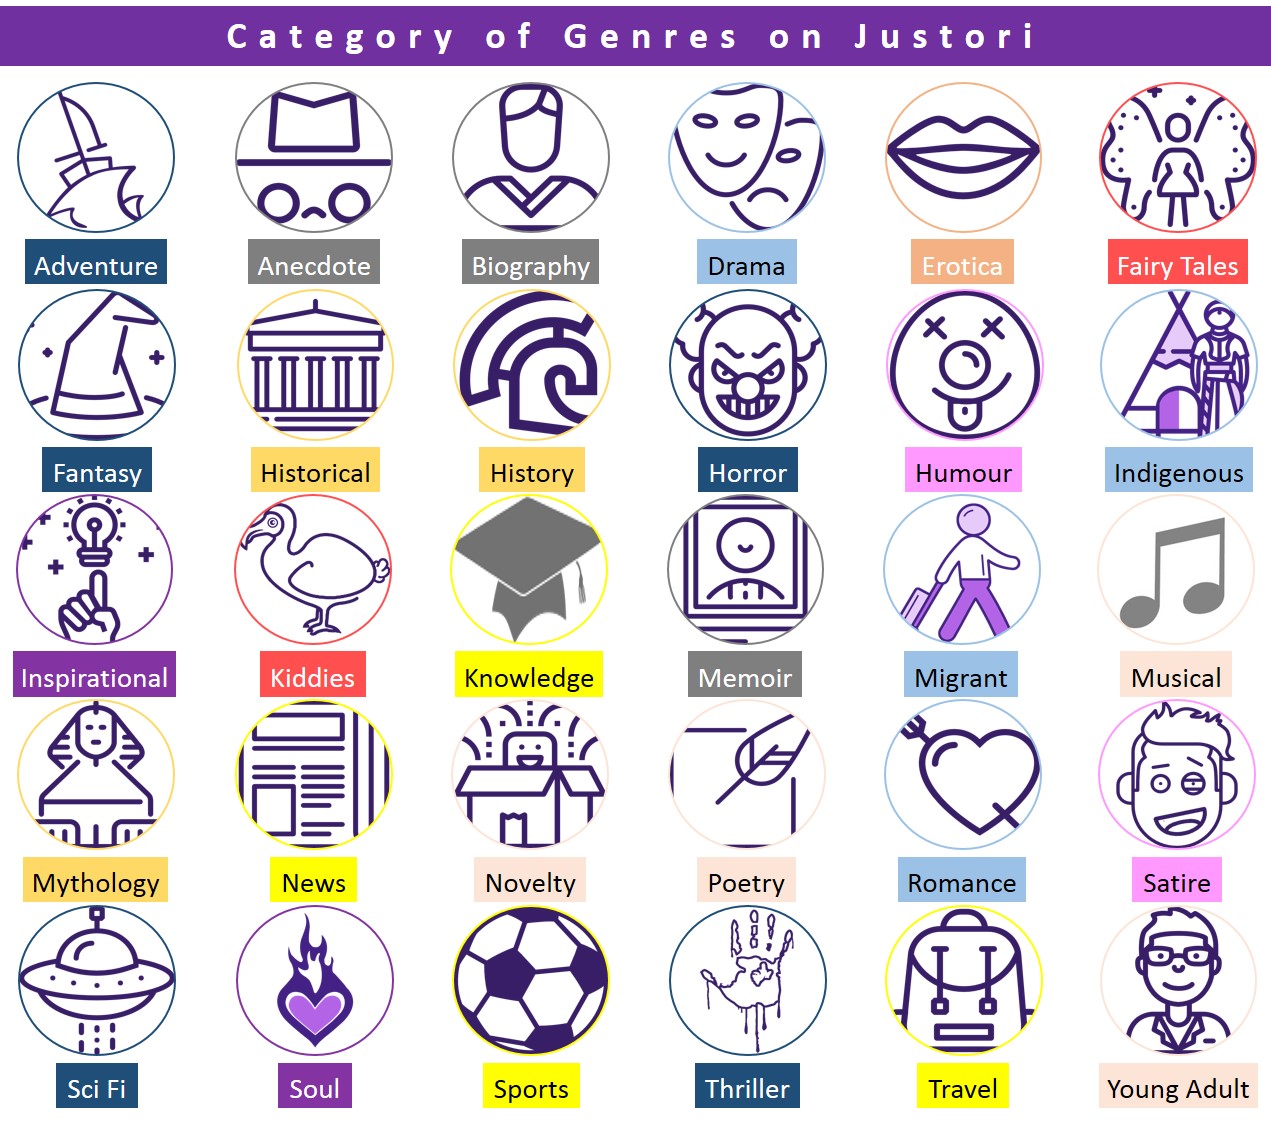 Category of Genres on Justori
Adventure
Anecdote
Biography
Drama
Erotica
Fairy Tales
Fantasy
Historical
History
Horror
Humour
Indigenous
Inspirational
Kiddies
Knowledge
Memoir
Migrant
Musical
Mythology
News
Novelty
Poetry
Romance
Satire
Sci Fi
Soul
Sports
Thriller
Travel
Young Adult